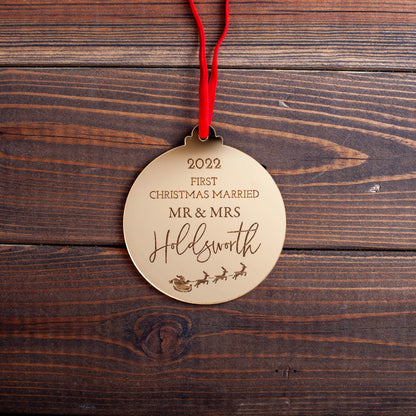 2022
FIRST
CHRISTMAS MARRIED
MR & MRS
Holdsworth